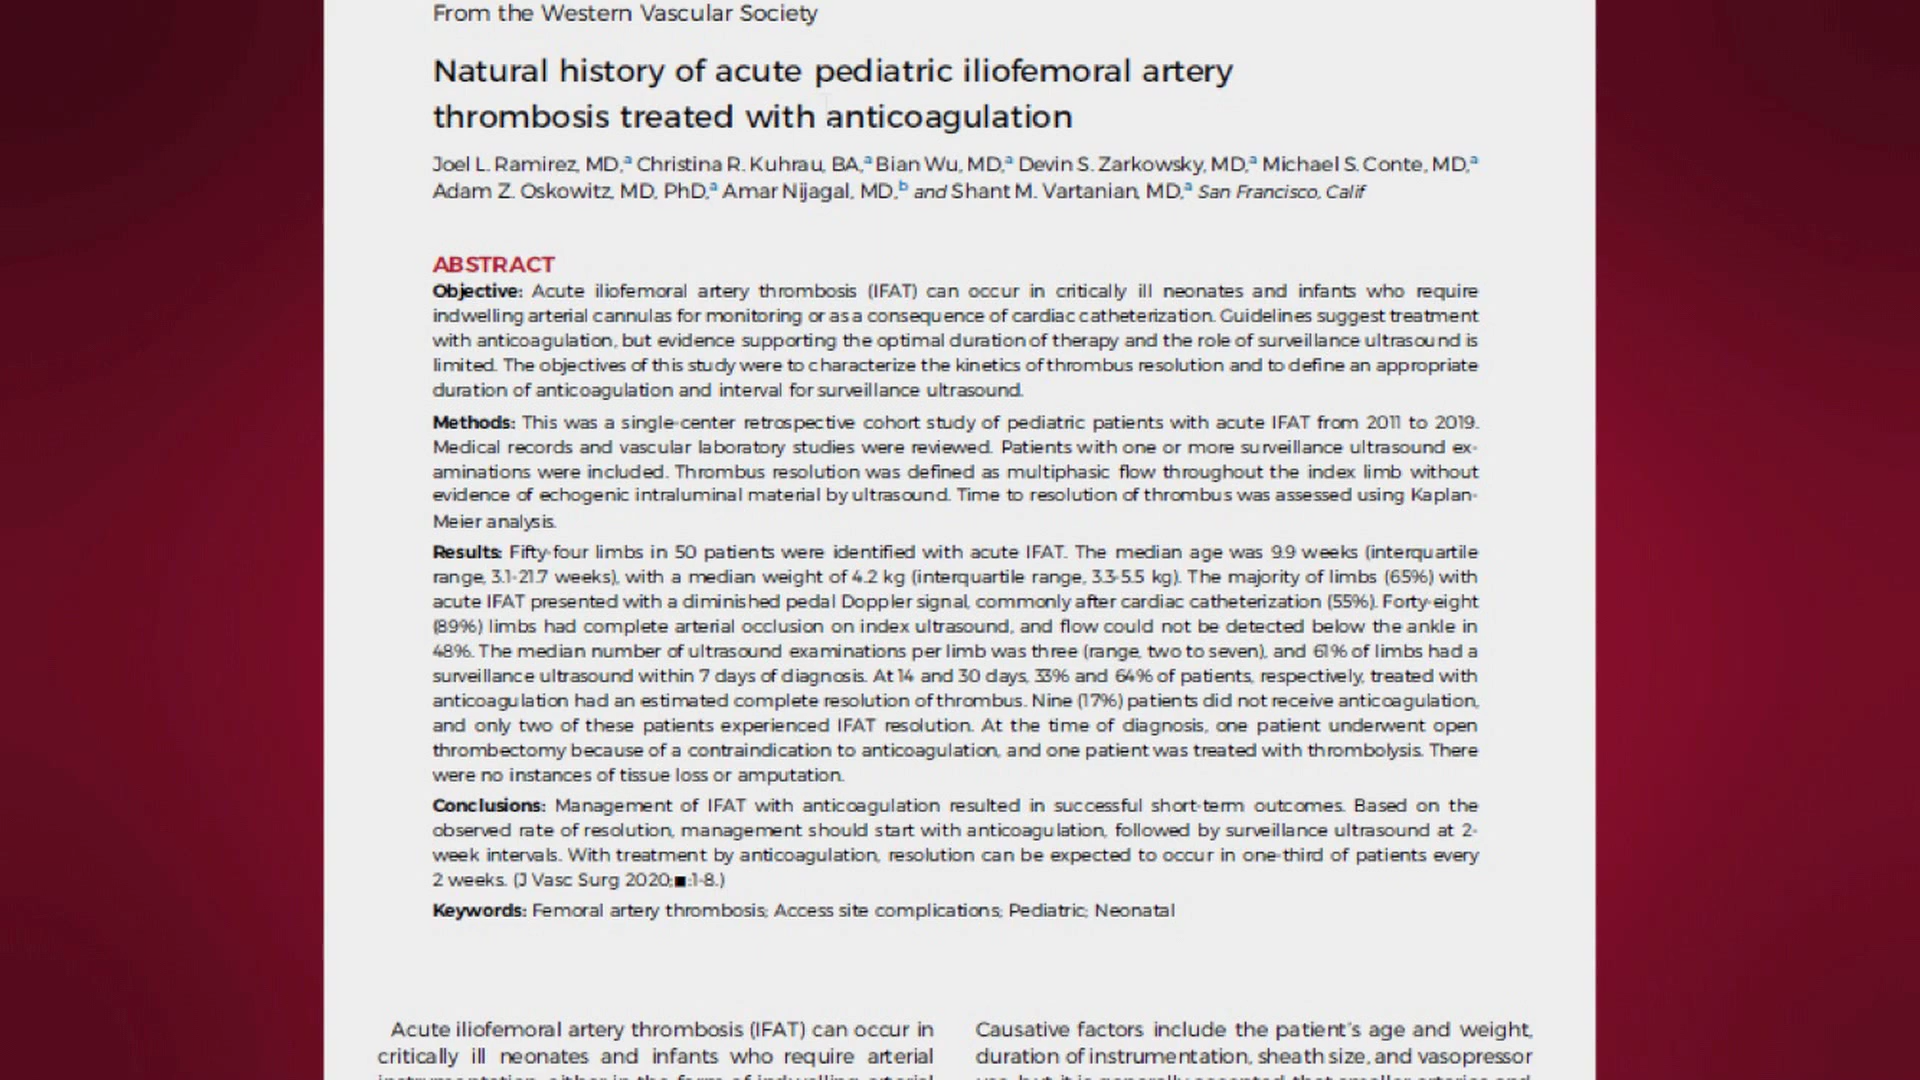 From the Western Vascular Society
Natural history of acute pediatric iliofemoral artery
thrombosis treated with anticoagulation
Joel L. Ramirez, MD,a Christina R. Kuhrau, BA,a Bian Wu, MD,a Devin S. Zarkowsky, MD,a Michael S. Conte, MD,a
Adam Z. Oskowitz, MD, PhD,a Amar Nijagal, MD,b and Shant M. Vartanian, MD,a San Francisco, Calif
ABSTRACT
Objective: Acute iliofemoral artery thrombosis (IFAT) can occur in critically ill neonates and infants who require
indwelling arterial cannulas for monitoring or as a consequence of cardiac catheterization. Guidelines suggest treatment
with anticoagulation, but evidence supporting the optimal duration of therapy and the role of surveillance ultrasound is
limited. The objectives of this study were to characterize the kinetics of thrombus resolution and to define an appropriate
duration of anticoagulation and interval for surveillance ultrasound.
Methods: This was a single-center retrospective cohort study of pediatric patients with acute IFAT from 2011 to 2019.
Medical records and vascular laboratory studies were reviewed. Patients with one or more surveillance ultrasound ex-
aminations were included. Thrombus resolution was defined as multiphasic flow throughout the index limb without
evidence of echogenic intraluminal material by ultrasound. Time to resolution of thrombus was assessed using Kaplan-
Meier analysis.
Results: Fifty-four limbs in 50 patients were identified with acute IFAT. The median age was 9.9 weeks (interquartile
range, 3.1-21.7 weeks), with a median weight of 4.2 kg (interquartile range, 3.3-5.5 kg). The majority of limbs (65%) with
acute IFAT presented with a diminished pedal Doppler signal, commonly after cardiac catheterization (55%). Forty-eight
(89%) limbs had complete arterial occlusion on index ultrasound, and flow could not be detected below the ankle in
48%. The median number of ultrasound examinations per limb was three (range, two to seven), and 61% of limbs had a
surveillance ultrasound within 7 days of diagnosis. At 14 and 30 days, 33% and 64% of patients, respectively, treated with
anticoagulation had an estimated complete resolution of thrombus. Nine (17%) patients did not receive anticoagulation,
and only two of these patients experienced IFAT resolution. At the time of diagnosis, one patient underwent open
thrombectomy because of a contraindication to anticoagulation, and one patient was treated with thrombolysis. There
were no instances of tissue loss or amputation.
Conclusions: Management of IFAT with anticoagulation resulted in successful short-term outcomes. Based on the
observed rate of resolution, management should start with anticoagulation, followed by surveillance ultrasound at 2-
week intervals. With treatment by anticoagulation, resolution can be expected to occur in one-third of patients every
2 weeks. (J Vasc Surg 2020;■:1-8.)
Keywords: Femoral artery thrombosis; Access site complications; Pediatric; Neonatal
Acute iliofemoral artery thrombosis (IFAT) can occur in
critically ill neonates and infants who require arterial
Causative factors include the patient's age and weight,
duration of instrumentation, sheath size, and vasopressor